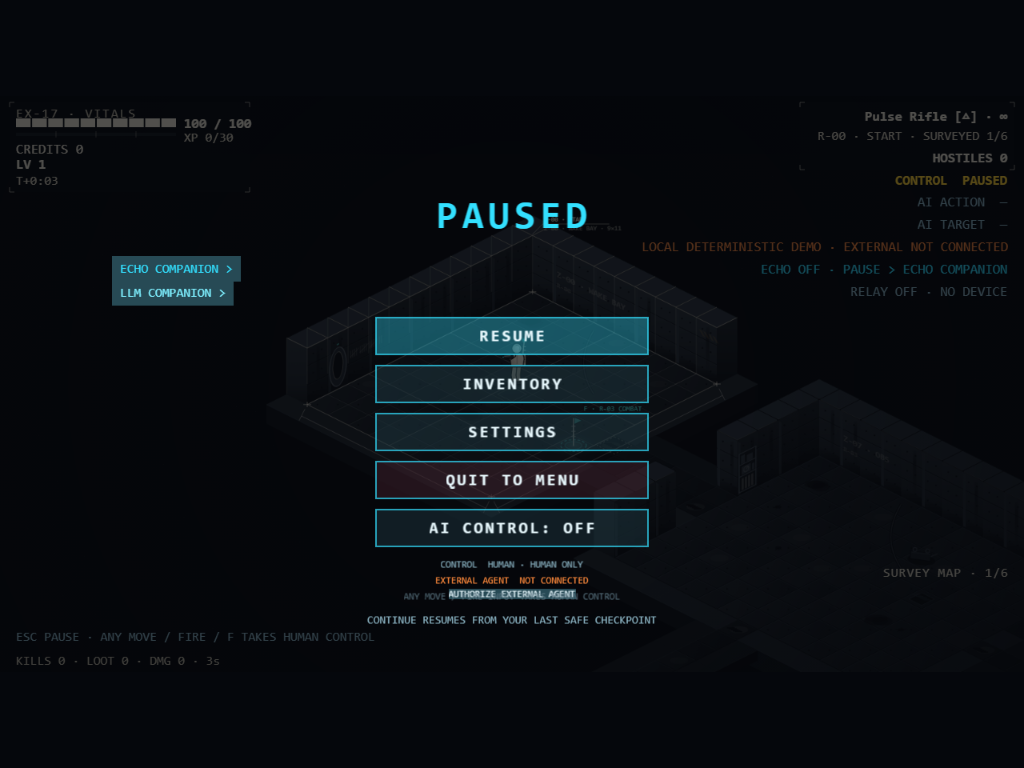 EX-17 · VITALS
100 / 100
XP 0/30
CREDITS 0
LV 1
T+0:03
Pulse Rifle [△] · ∞
R-00 · START · SURVEYED 1/6
HOSTILES 0
CONTROL PAUSED
AI ACTION —
AI TARGET —
LOCAL DETERMINISTIC DEMO · EXTERNAL NOT CONNECTED
ECHO OFF · PAUSE > ECHO COMPANION
RELAY OFF · NO DEVICE
PAUSED
ECHO COMPANION >
LLM COMPANION >
RESUME
INVENTORY
F · R-03 COMBAT
SETTINGS
QUIT TO MENU
AI CONTROL: OFF
CONTROL HUMAN · HUMAN ONLY
EXTERNAL AGENT NOT CONNECTED
AUTHORIZE EXTERNAL AGENT
ANY MOVE CONTROL
CONTINUE RESUMES FROM YOUR LAST SAFE CHECKPOINT
SURVEY MAP · 1/6
ESC PAUSE · ANY MOVE / FIRE / F TAKES HUMAN CONTROL
KILLS 0 · LOOT 0 · DMG 0 · 3s